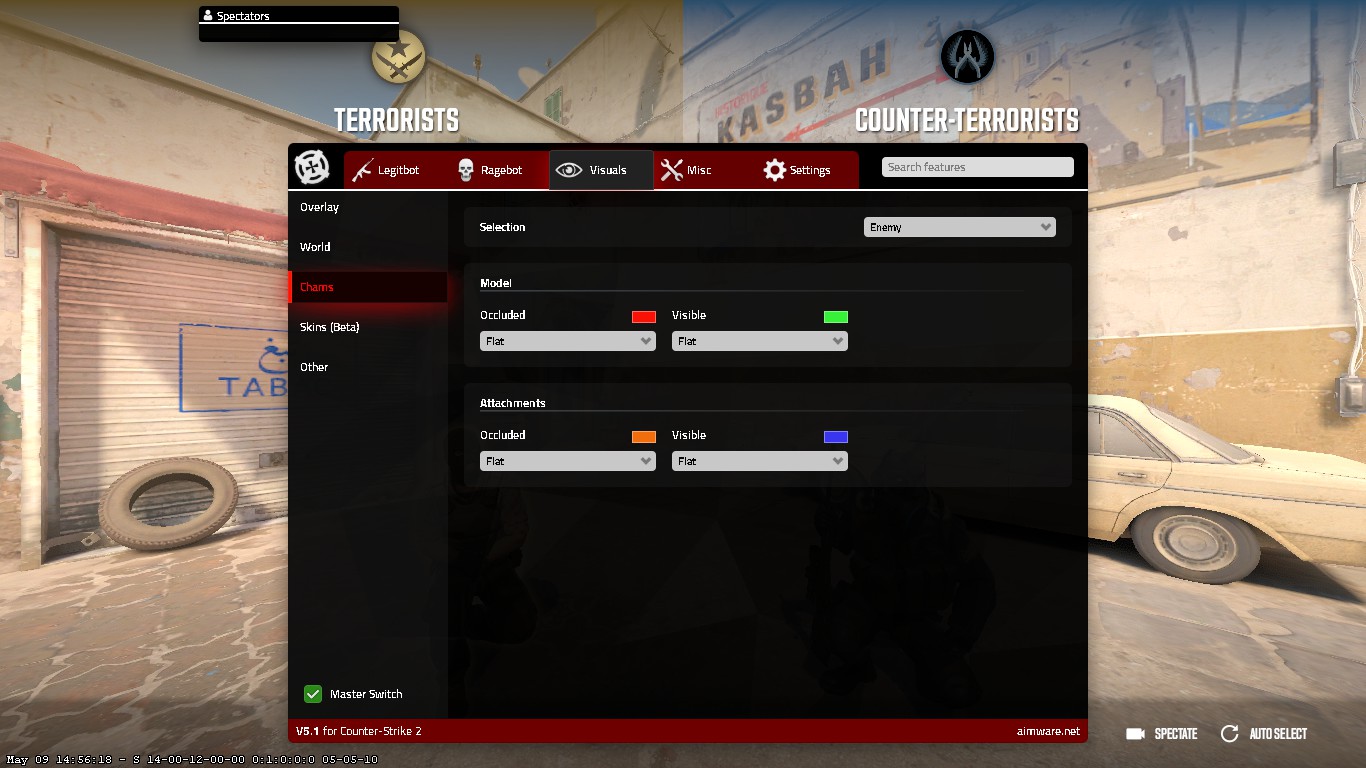 Spectators
HISTORIQUE
KASBAH
TERRORISTS
COUNTER-TERRORISTS
Legitbot
Ragebot
Visuals
Misc
Settings
Search features
Overlay
World
Chams
Skins (Beta)
Other
Selection
Enemy
Model
Occluded
Visible
Flat
Flat
Attachments
Occluded
Visible
Flat
Flat
TAB
Master Switch
V5.1 for Counter-Strike 2
aimware.net
SPECTATE
AUTO SELECT
May 09 14:56:18 - S 14-00-12-00-00 0:1:0:0:0 05-05-10